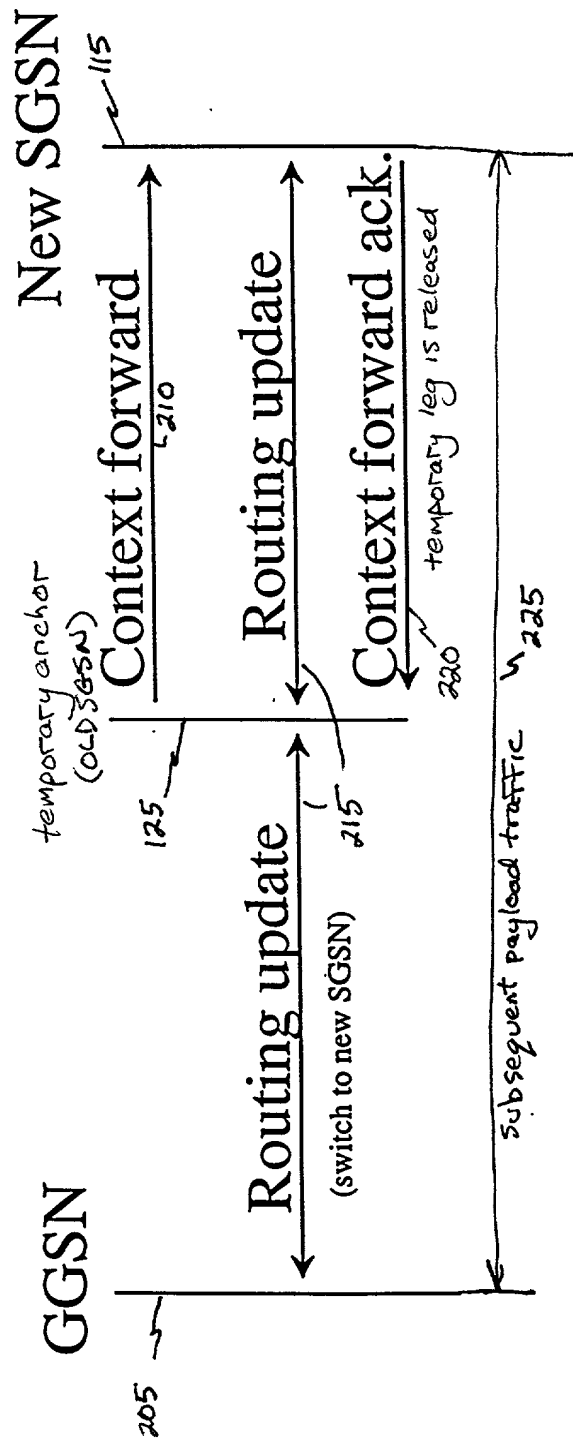 GGSN
New SGSN
temporary anchor
(OLD SGSN)
205
125
115
Context forward
210
Routing update
(switch to new SGSN)
Routing update
215
Context forward ack.
220
temporary leg is released
subsequent payload traffic
225